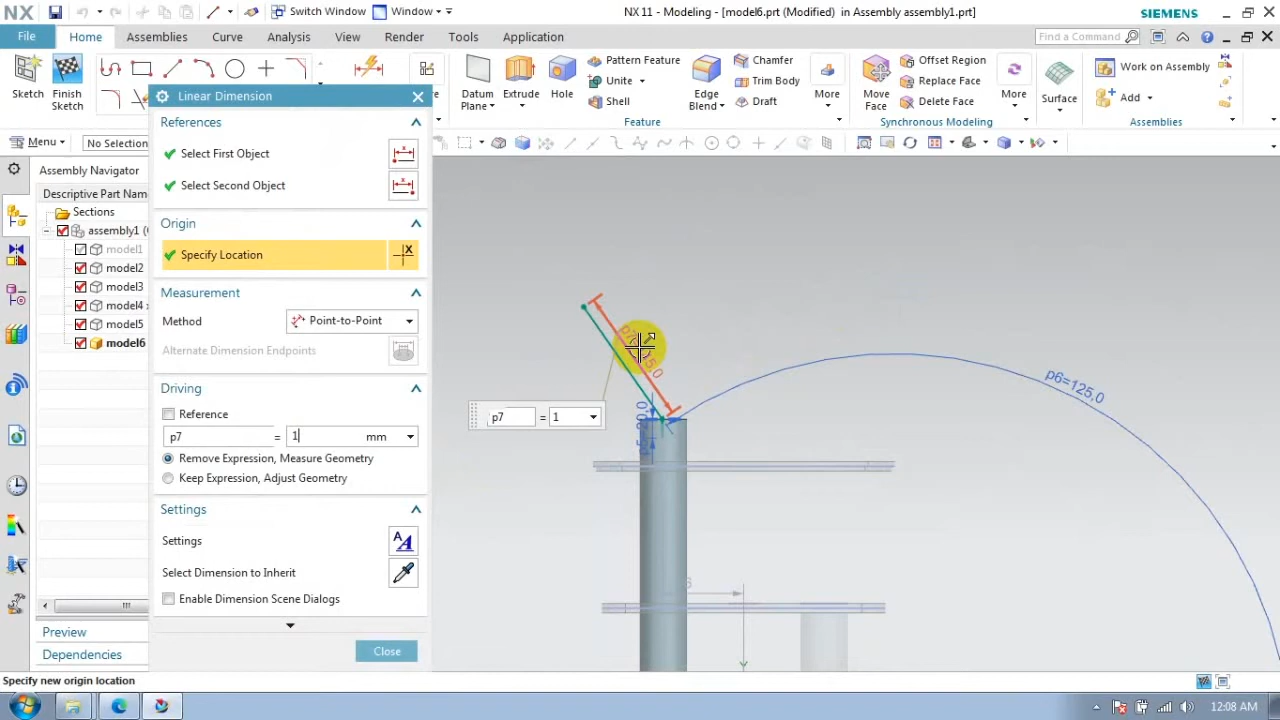 NX Switch Window Window NX 11 - Modeling - [model6.prt (Modified) in Assembly assembly1.prt] SIEMENS
File Home Assemblies Curve Analysis View Render Tools Application Find a Command
Sketch Finish Sketch Datum Plane Extrude Hole Pattern Feature Unite Shell Edge Blend Chamfer Trim Body Draft More Move Face Offset Region Replace Face Delete Face More Surface Work on Assembly Add
Feature Synchronous Modeling Assemblies
Menu No Selection
Linear Dimension
References
Select First Object
Select Second Object
Origin
Specify Location
Measurement
Method Point-to-Point
Alternate Dimension Endpoints
Driving
Reference
p7 = 1 mm
Remove Expression, Measure Geometry
Keep Expression, Adjust Geometry
Settings
Settings
Select Dimension to Inherit
Enable Dimension Scene Dialogs
Close
Assembly Navigator
Descriptive Part Name
Sections
assembly1
model1
model2
model3
model4
model5
model6
Preview
Dependencies
p7 = 1
p6=125,0
p5=20,0
Specify new origin location
12:08 AM